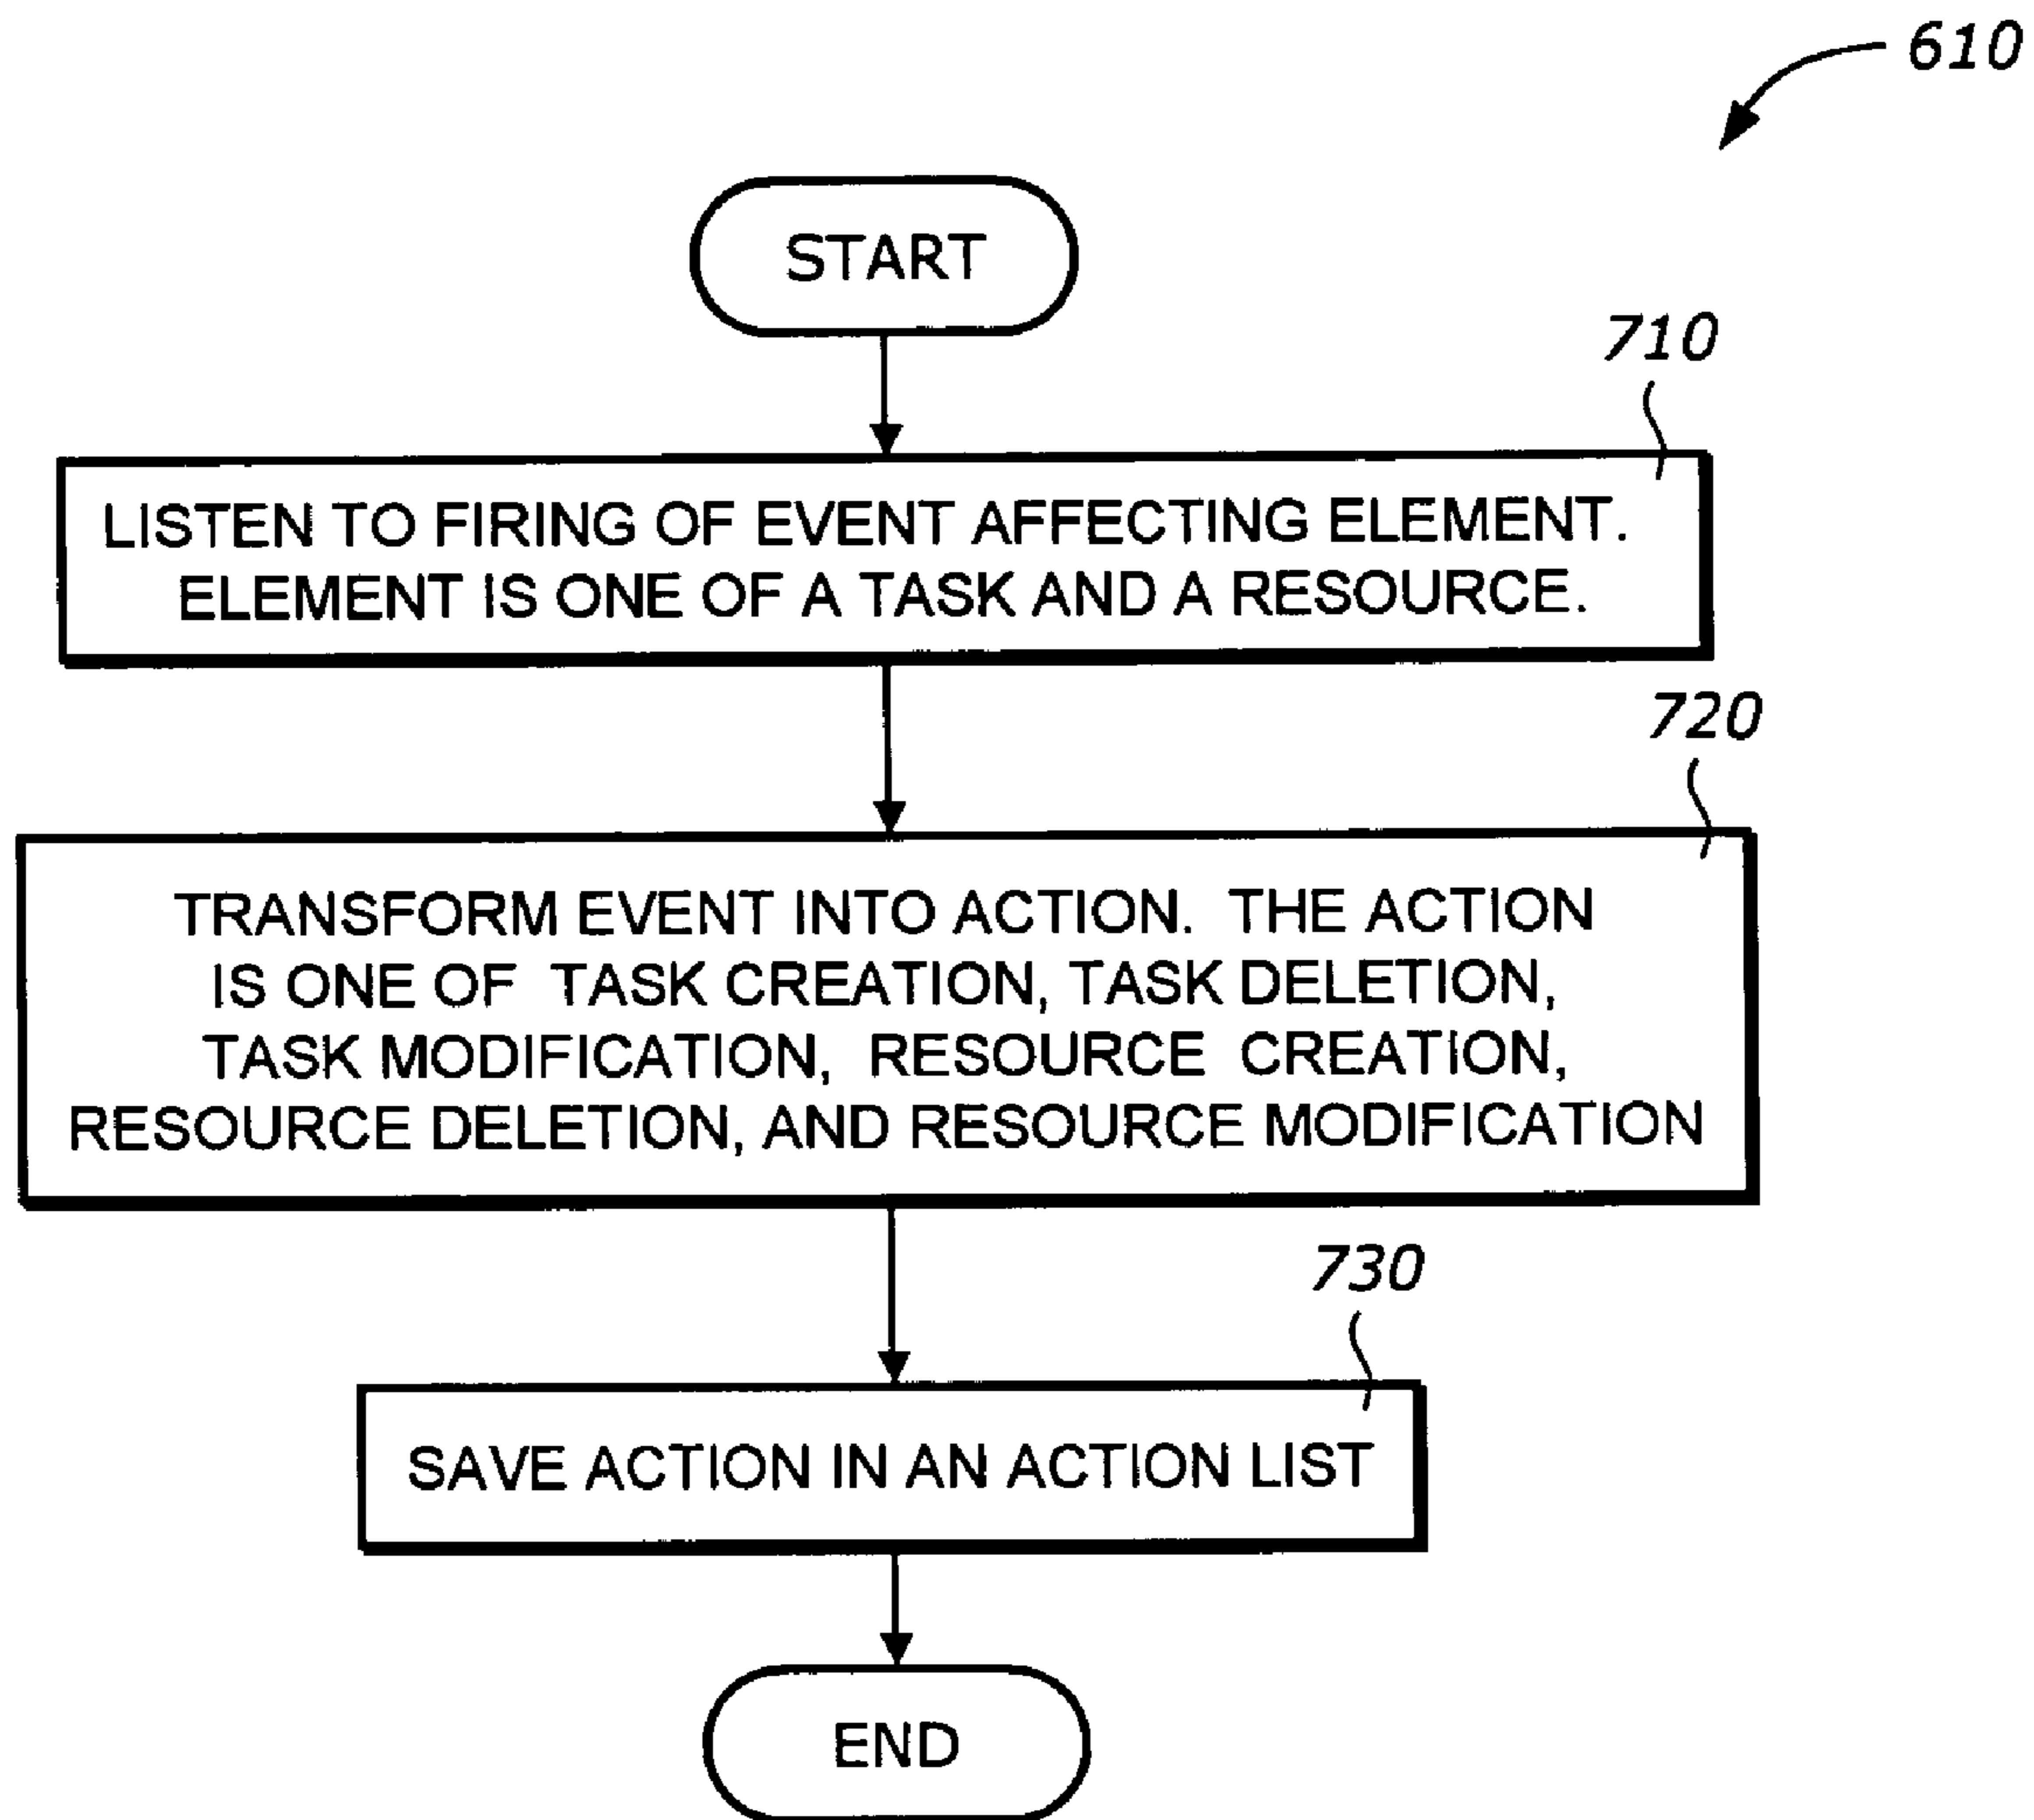 610
START
710
LISTEN TO FIRING OF EVENT AFFECTING ELEMENT.
ELEMENT IS ONE OF A TASK AND A RESOURCE.
720
TRANSFORM EVENT INTO ACTION. THE ACTION
IS ONE OF TASK CREATION, TASK DELETION,
TASK MODIFICATION, RESOURCE CREATION,
RESOURCE DELETION, AND RESOURCE MODIFICATION
730
SAVE ACTION IN AN ACTION LIST
END